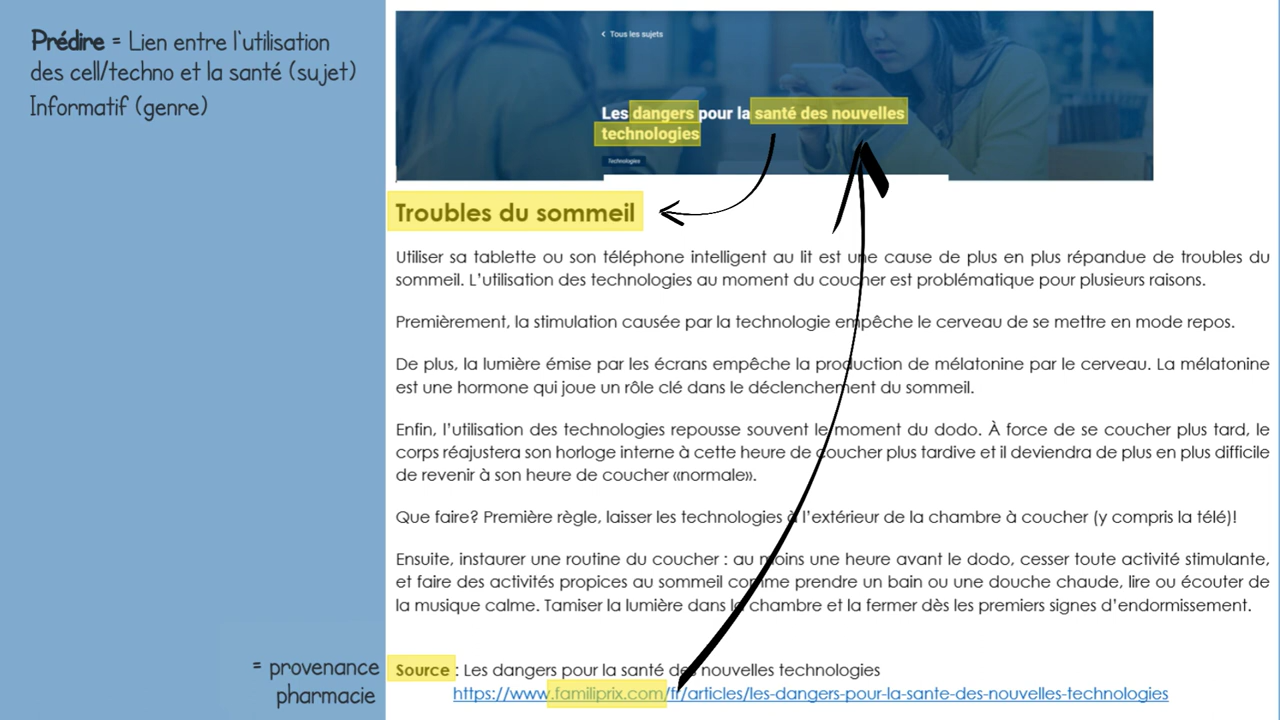 Prédire = Lien entre l'utilisation
des cell/techno et la santé (sujet)
Informatif (genre)
< Tous les sujets
Les dangers pour la santé des nouvelles
technologies
Technologies
Troubles du sommeil
Utiliser sa tablette ou son téléphone intelligent au lit est une cause de plus en plus répandue de troubles du
sommeil. L'utilisation des technologies au moment du coucher est problématique pour plusieurs raisons.
Premièrement, la stimulation causée par la technologie empêche le cerveau de se mettre en mode repos.
De plus, la lumière émise par les écrans empêche la production de mélatonine par le cerveau. La mélatonine
est une hormone qui joue un rôle clé dans le déclenchement du sommeil.
Enfin, l'utilisation des technologies repousse souvent le moment du dodo. À force de se coucher plus tard, le
corps réajustera son horloge interne à cette heure de coucher plus tardive et il deviendra de plus en plus difficile
de revenir à son heure de coucher «normale».
Que faire? Première règle, laisser les technologies à l'extérieur de la chambre à coucher (y compris la télé)!
Ensuite, instaurer une routine du coucher : au moins une heure avant le dodo, cesser toute activité stimulante,
et faire des activités propices au sommeil comme prendre un bain ou une douche chaude, lire ou écouter de
la musique calme. Tamiser la lumière dans la chambre et la fermer dès les premiers signes d'endormissement.
= provenance
pharmacie
Source : Les dangers pour la santé des nouvelles technologies
https://www.familiprix.com/fr/articles/les-dangers-pour-la-sante-des-nouvelles-technologies